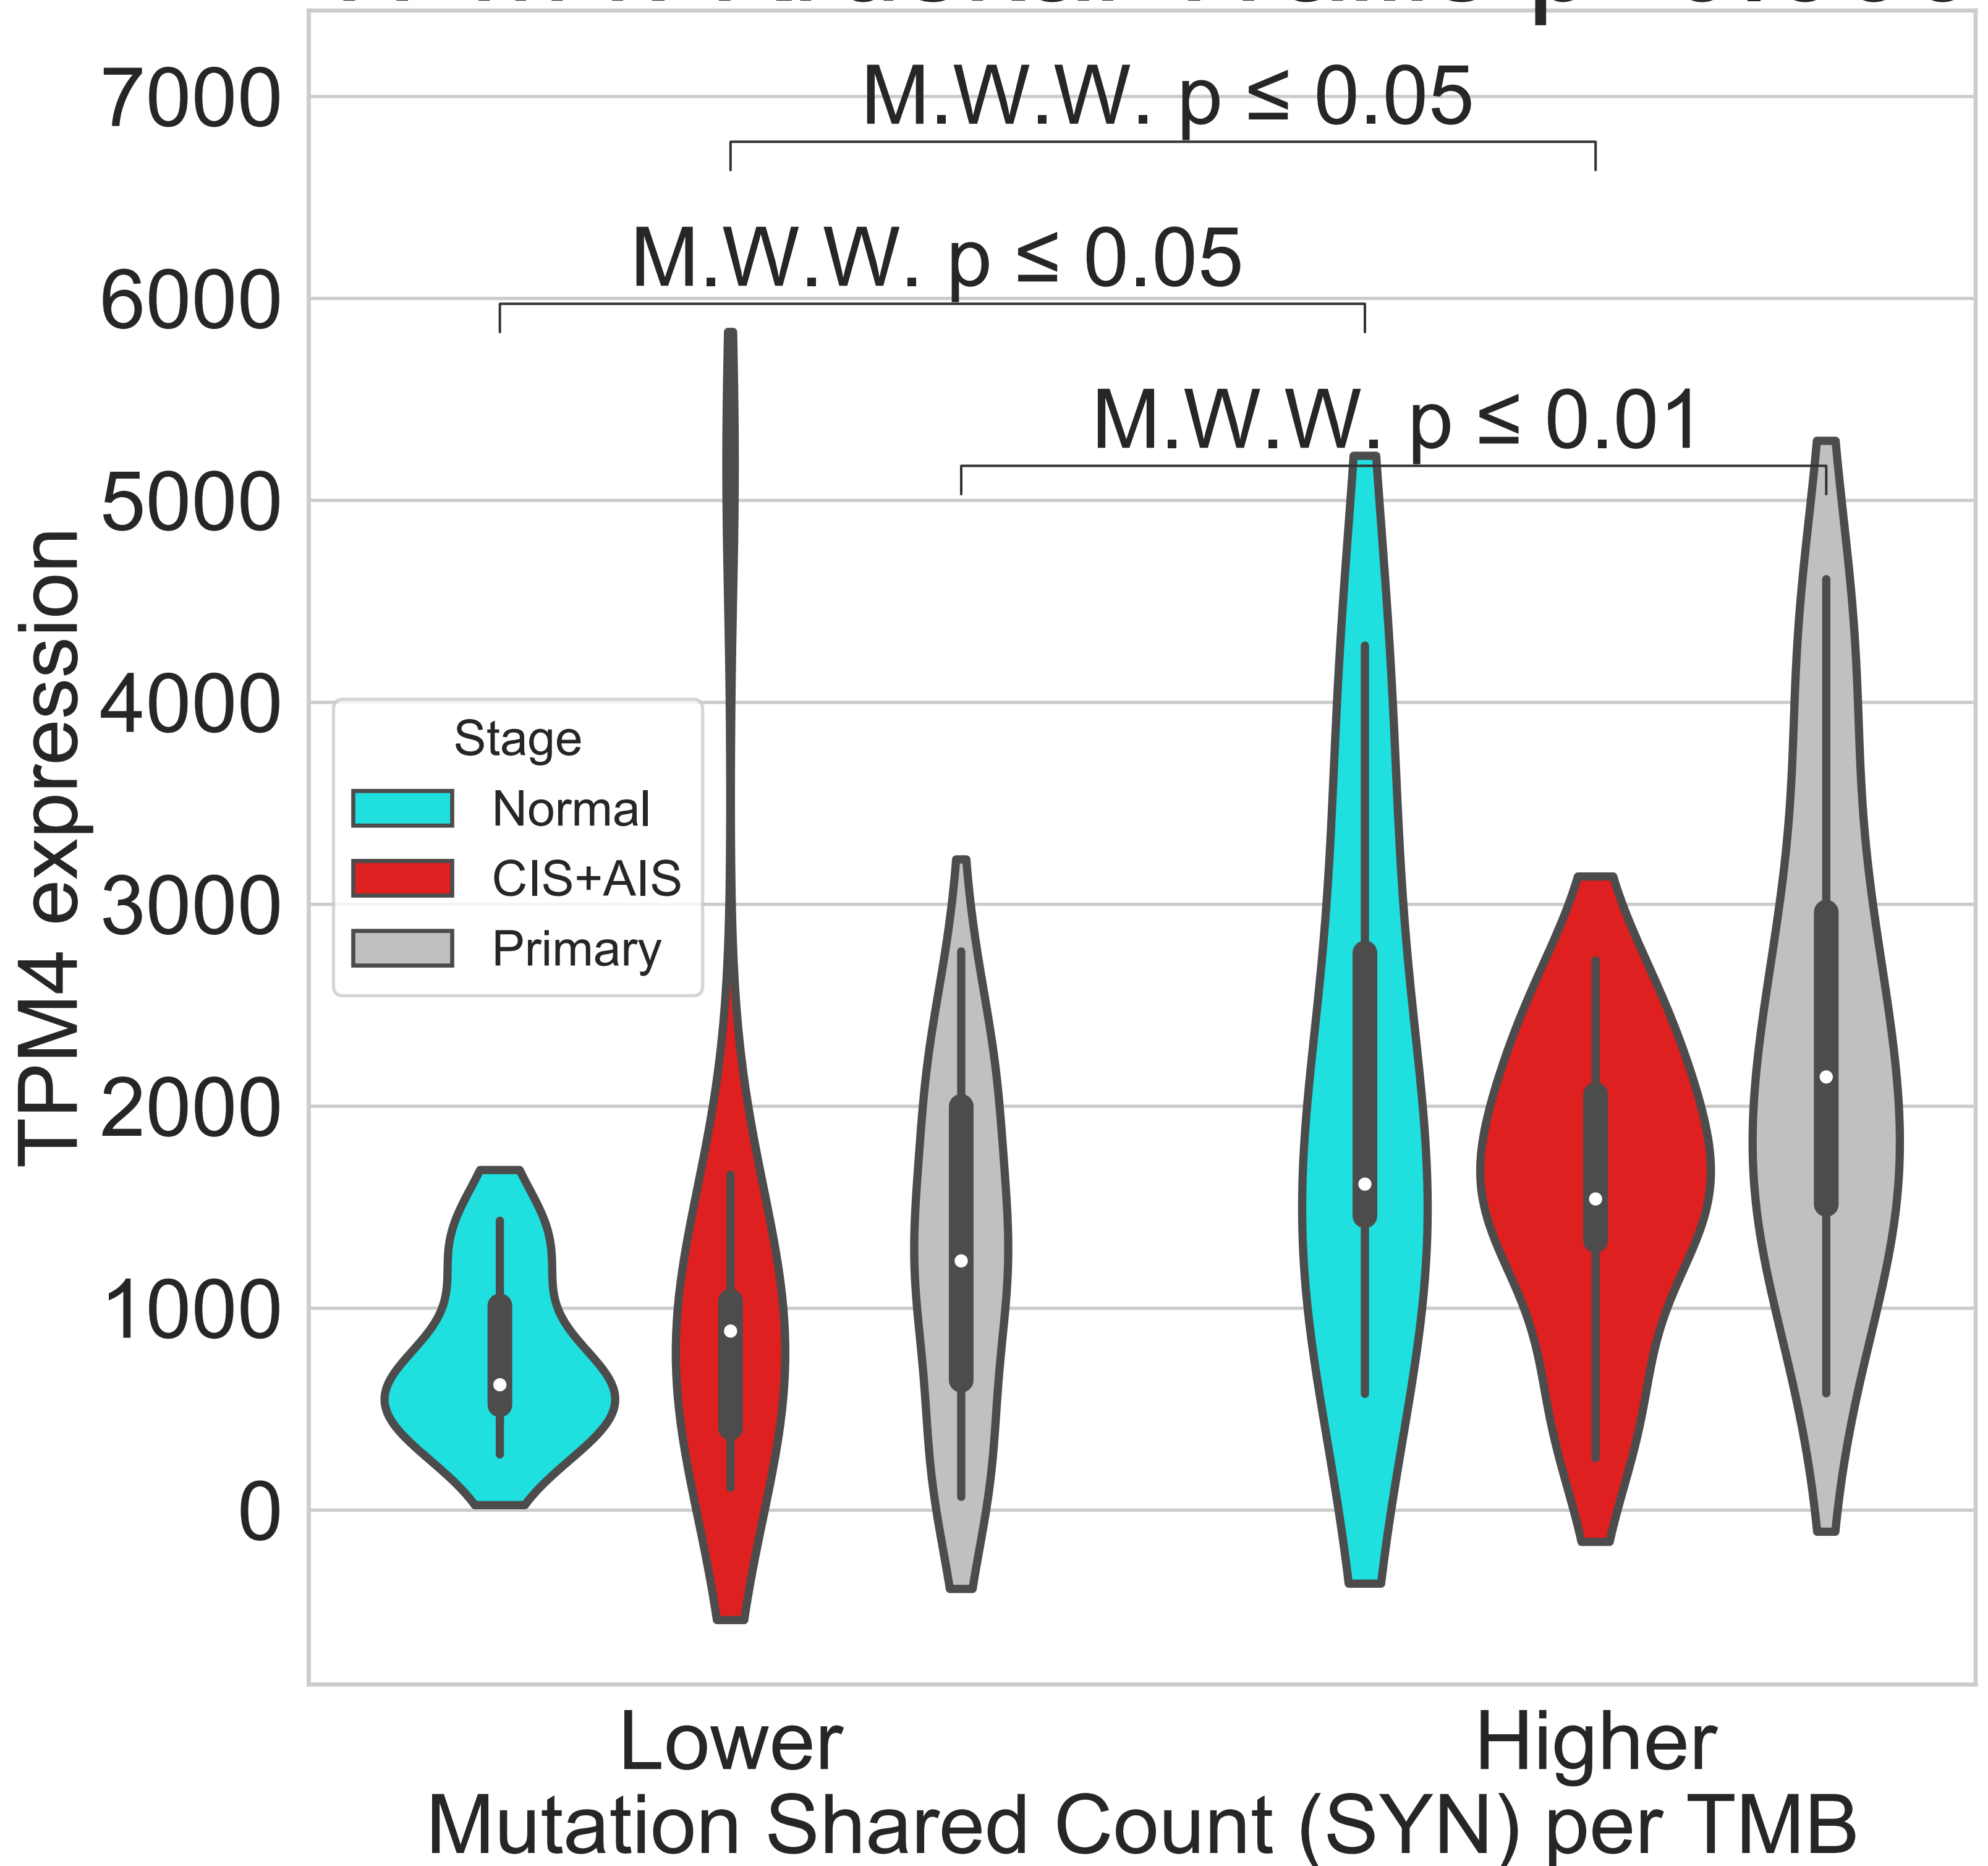 7000
6000
5000
4000
3000
2000
1000
0
TPM4 expression
M.W.W. p ≤ 0.05
M.W.W. p ≤ 0.05
M.W.W. p ≤ 0.01
Stage
Normal
CIS+AIS
Primary
Lower
Higher
Mutation Shared Count (SYN) per TMB